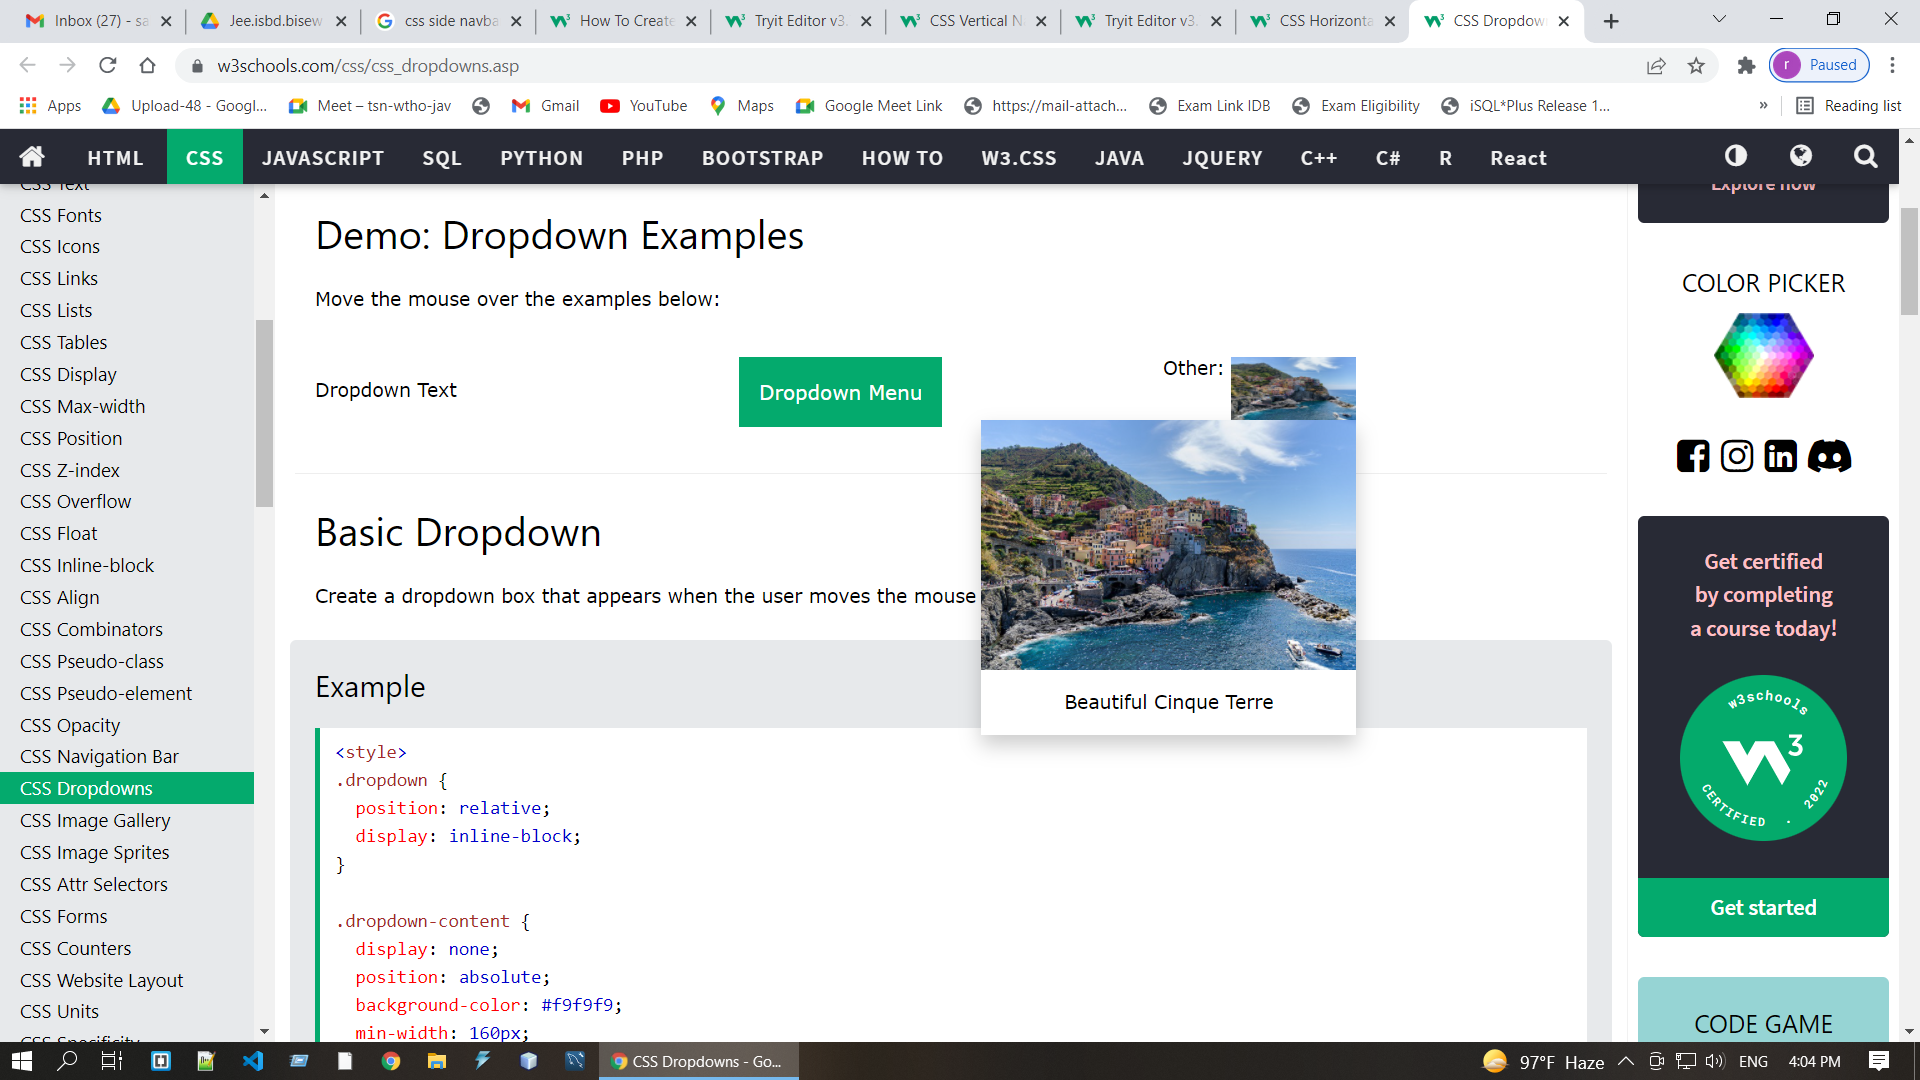 Inbox (27) - sa
Jee.isbd.bisew
css side navba
How To Create
Tryit Editor v3.
CSS Vertical N
Tryit Editor v3.
CSS Horizonta
CSS Dropdown
w3schools.com/css/css_dropdowns.asp
r Paused
Apps
Upload-48 - Googl...
Meet – tsn-wtho-jav
Gmail
YouTube
Maps
Google Meet Link
https://mail-attach...
Exam Link IDB
Exam Eligibility
iSQL*Plus Release 1...
»
Reading list
HTML CSS JAVASCRIPT SQL PYTHON PHP BOOTSTRAP HOW TO W3.CSS JAVA JQUERY C++ C# R React
CSS Text
CSS Fonts
CSS Icons
CSS Links
CSS Lists
CSS Tables
CSS Display
CSS Max-width
CSS Position
CSS Z-index
CSS Overflow
CSS Float
CSS Inline-block
CSS Align
CSS Combinators
CSS Pseudo-class
CSS Pseudo-element
CSS Opacity
CSS Navigation Bar
CSS Dropdowns
CSS Image Gallery
CSS Image Sprites
CSS Attr Selectors
CSS Forms
CSS Counters
CSS Website Layout
CSS Units
CSS Specificity
Demo: Dropdown Examples
Move the mouse over the examples below:
Dropdown Text
Dropdown Menu
Other:
Beautiful Cinque Terre
Basic Dropdown
Create a dropdown box that appears when the user moves the mouse
Example
<style>
.dropdown {
position: relative;
display: inline-block;
}
.dropdown-content {
display: none;
position: absolute;
background-color: #f9f9f9;
min-width: 160px;
Explore now
COLOR PICKER
Get certified
by completing
a course today!
w3schools
3
CERTIFIED . 2022
Get started
CODE GAME
CSS Dropdowns - Go...
97°F Haze
ENG
4:04 PM